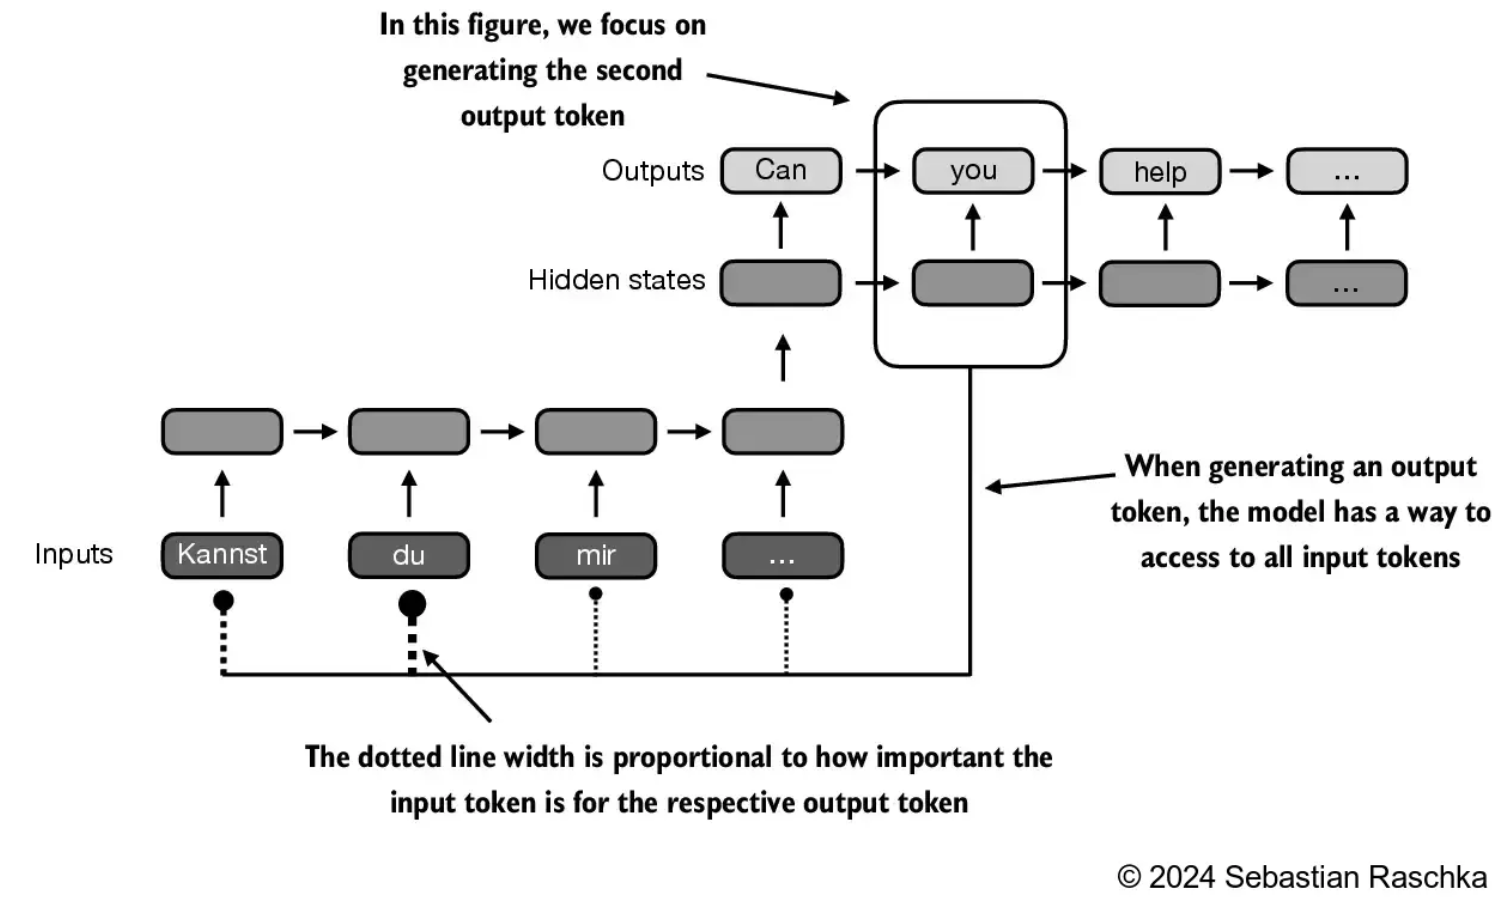 In this figure, we focus on
generating the second
output token
Outputs
Can
you
help
...
Hidden states
...
When generating an output
token, the model has a way to
access to all input tokens
Inputs
Kannst
du
mir
...
The dotted line width is proportional to how important the
input token is for the respective output token
© 2024 Sebastian Raschka